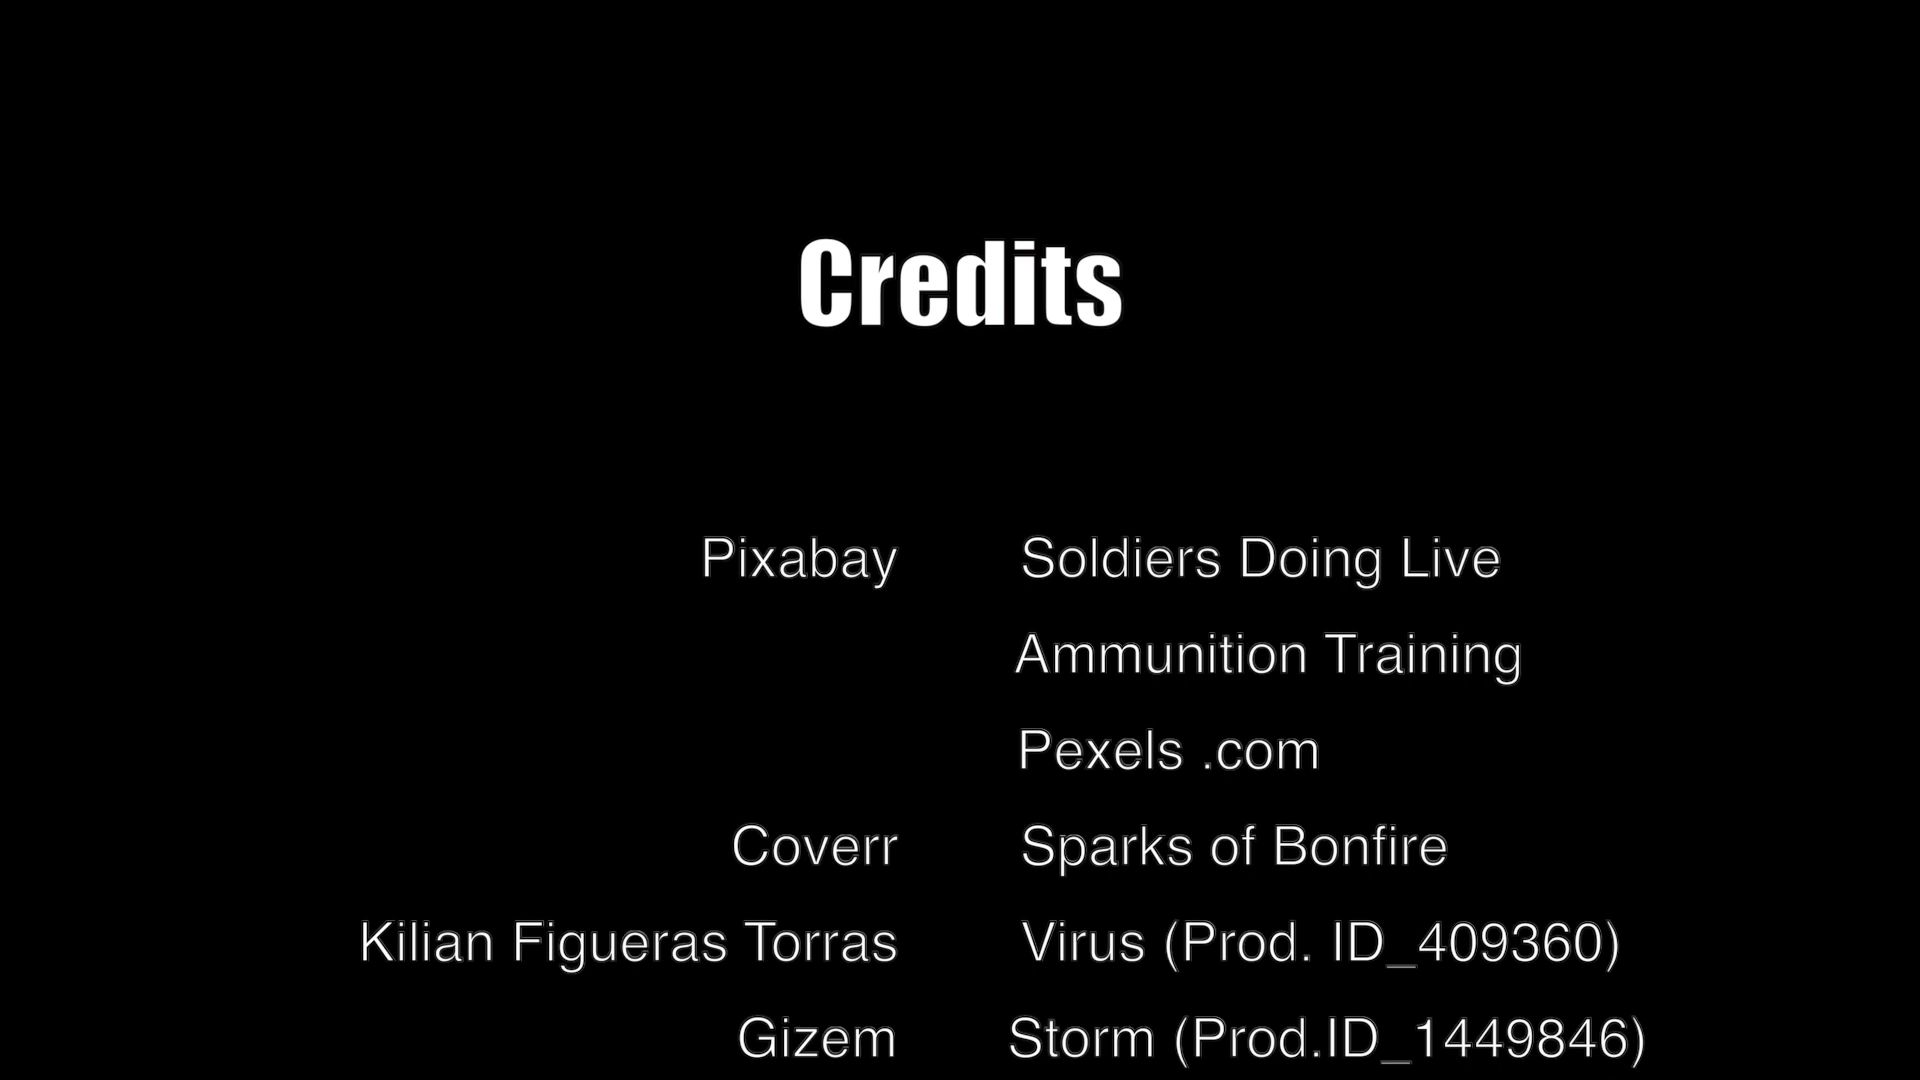 Credits
Pixabay Soldiers Doing Live
Ammunition Training
Pexels .com
Coverr Sparks of Bonfire
Kilian Figueras Torras Virus (Prod. ID_409360)
Gizem Storm (Prod.ID_1449846)